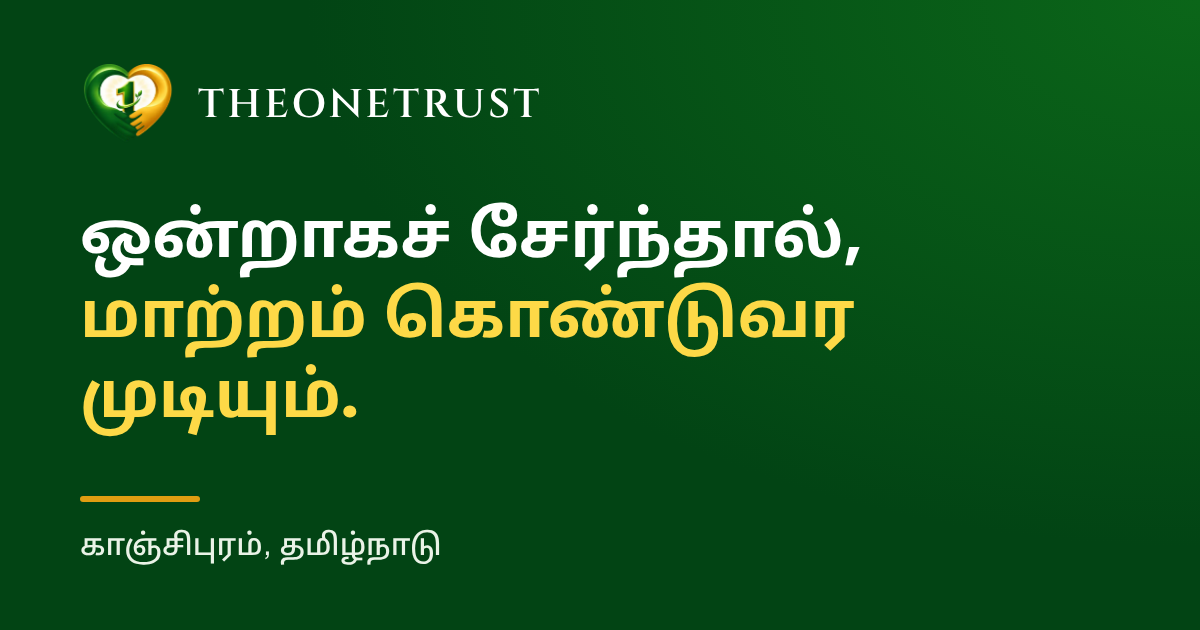 THEONETRUST
ஒன்றாகச் சேர்ந்தால்,
மாற்றம் கொண்டுவர
முடியும்.
காஞ்சிபுரம், தமிழ்நாடு